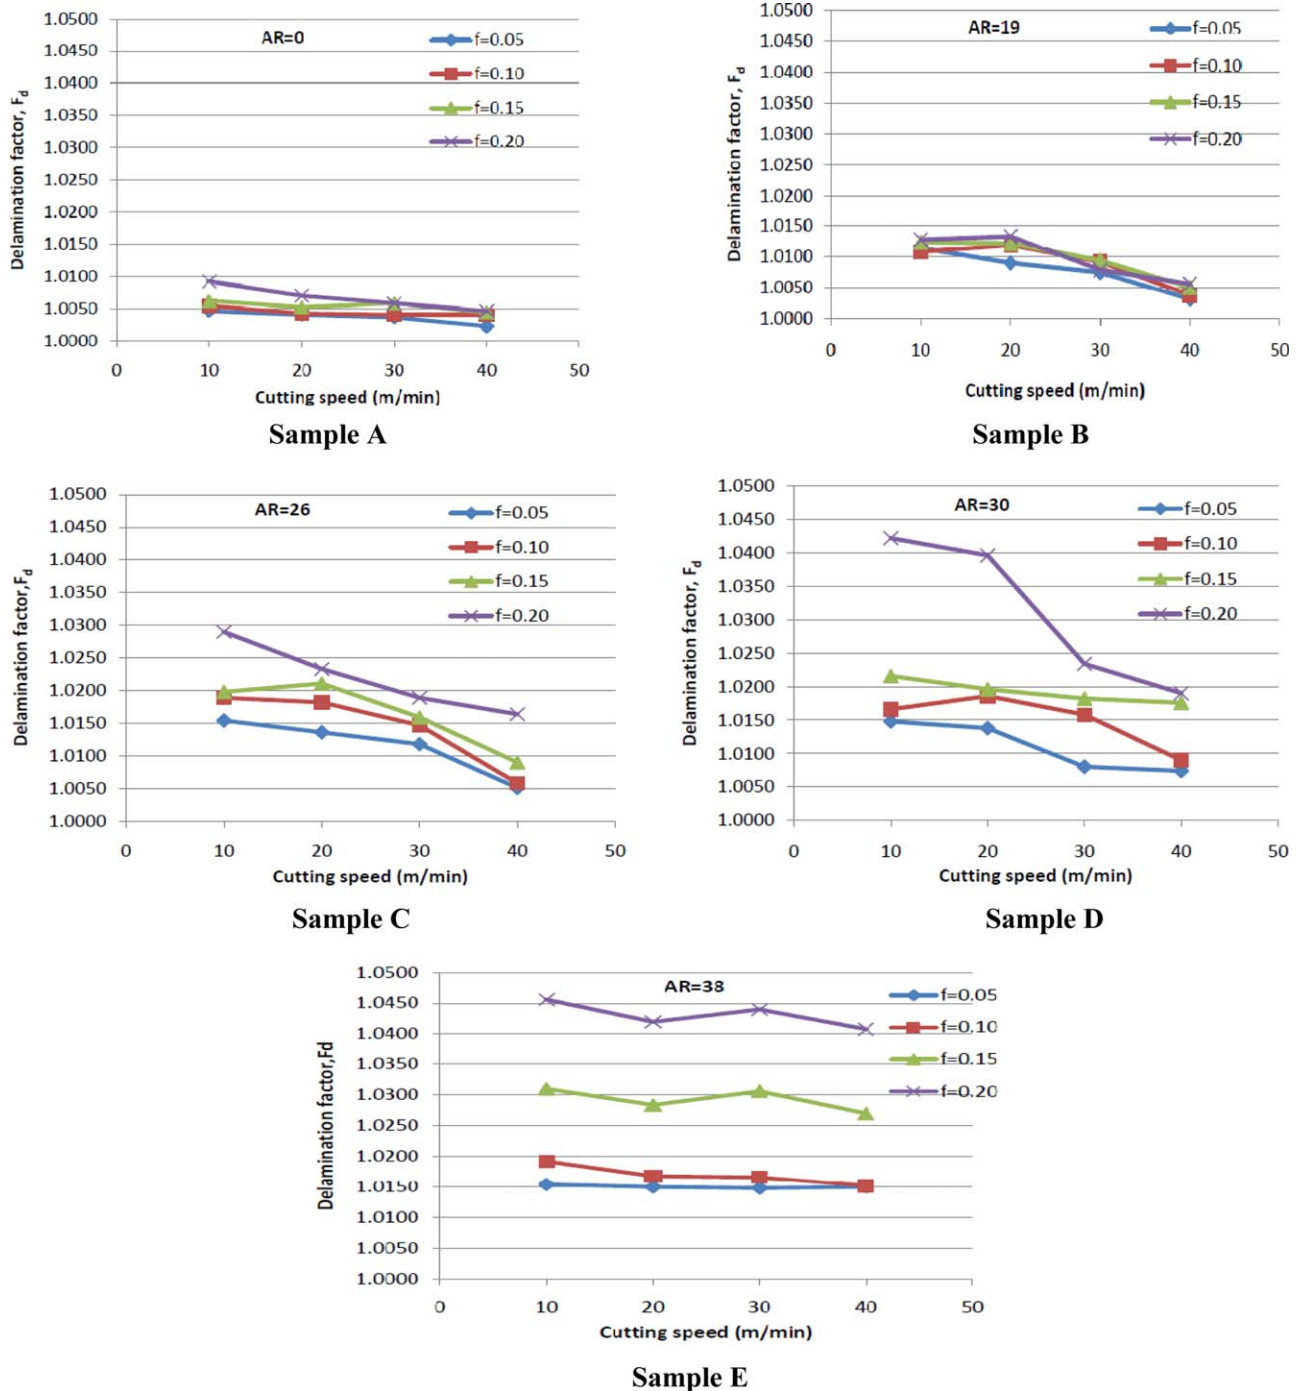 AR=0
f=0.05
f=0.10
f=0.15
f=0.20
1.0500
1.0450
1.0400
1.0350
1.0300
1.0250
1.0200
1.0150
1.0100
1.0050
1.0000
Delamination factor, Fd
0 10 20 30 40 50
Cutting speed (m/min)
Sample A
AR=19
f=0.05
f=0.10
f=0.15
f=0.20
1.0500
1.0450
1.0400
1.0350
1.0300
1.0250
1.0200
1.0150
1.0100
1.0050
1.0000
Delamination factor, Fd
0 10 20 30 40 50
Cutting speed (m/min)
Sample B
AR=26
f=0.05
f=0.10
f=0.15
f=0.20
1.0500
1.0450
1.0400
1.0350
1.0300
1.0250
1.0200
1.0150
1.0100
1.0050
1.0000
Delamination factor,Fd
0 10 20 30 40 50
Cutting speed (m/min)
Sample C
AR=30
f=0.05
f=0.10
f=0.15
f=0.20
1.0500
1.0450
1.0400
1.0350
1.0300
1.0250
1.0200
1.0150
1.0100
1.0050
1.0000
Delamination factor, Fd
0 10 20 30 40 50
Cutting speed (m/min)
Sample D
AR=38
f=0.05
f=0.10
f=0.15
f=0.20
1.0500
1.0450
1.0400
1.0350
1.0300
1.0250
1.0200
1.0150
1.0100
1.0050
1.0000
Delamination factor,Fd
0 10 20 30 40 50
Cutting speed (m/min)
Sample E